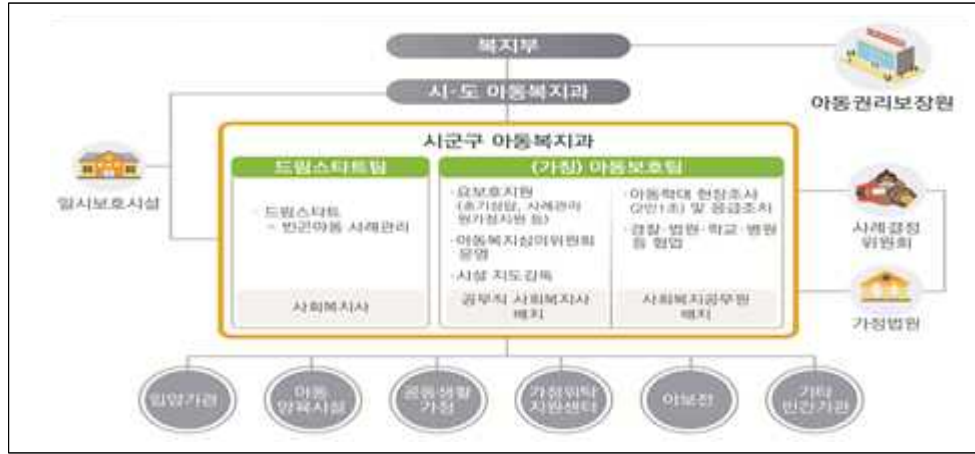 복지부
아동권리보장원
시·도 아동복지과
일시보호시설
시군구 아동복지과
드림스타트팀
· 드림스타트
- 빈곤아동 사례관리
사회복지사
(가칭) 아동보호팀
·요보호지원
(초기상담, 사례관리
원가정지원 등)
·아동복지심의위원회
운영
·시설 지도감독
공무직 사회복지사
배치
·아동학대 현장조사
(2인1조) 및 응급조치
·경찰·법원·학교·병원
등 협업
사회복지공무원
배치
사례결정
위원회
가정법원
입양기관
아동
양육시설
공동생활
가정
가정위탁
지원센터
아보전
기타
민간기관